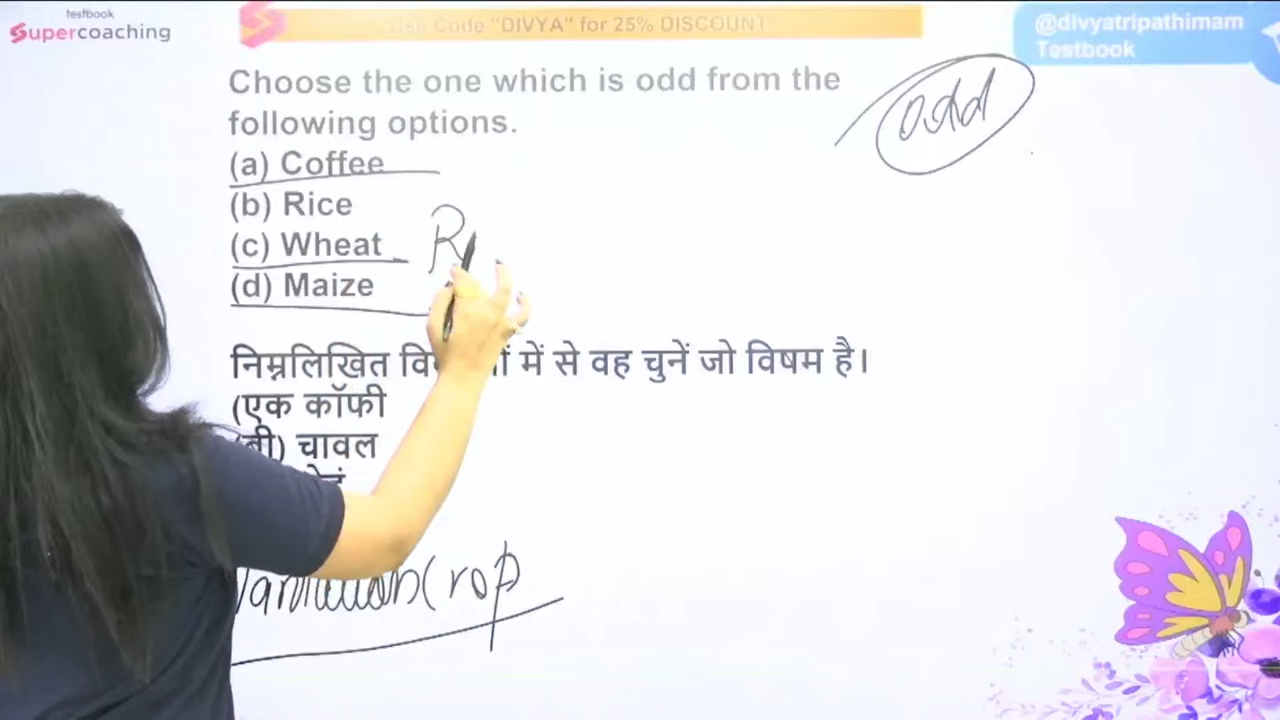 testbook
Supercoaching
Use Code "DIVYA" for 25% DISCOUNT!
@divyatripathimam
Testbook
Choose the one which is odd from the
following options.
odd
(a) Coffee
(b) Rice
(c) Wheat
R
(d) Maize
निम्नलिखित में से वह चुनें जो विषम है।
(एक कॉफी
(बी) चावल
Crop